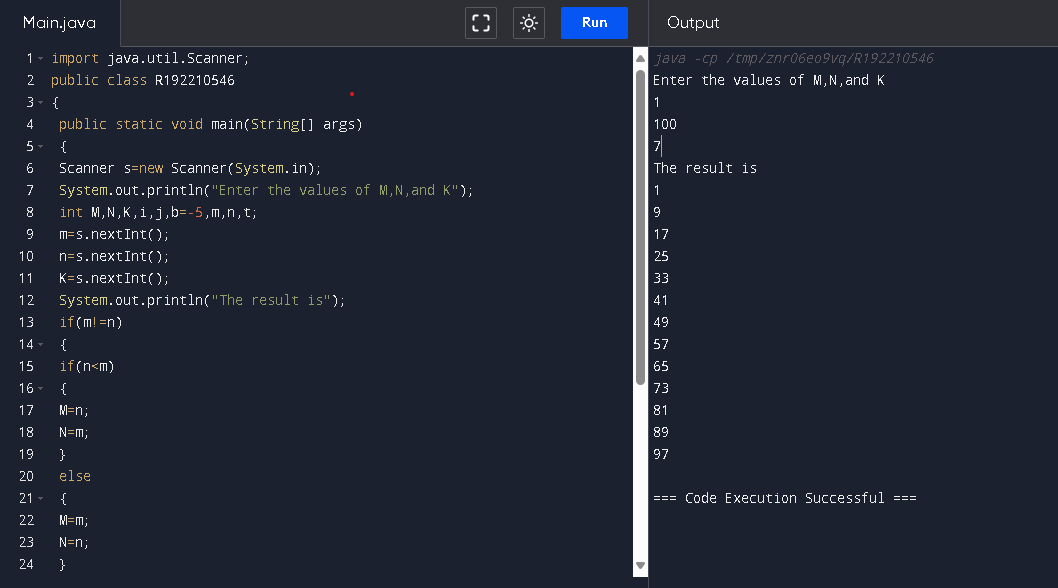 Main.java
Run
Output
1 import java.util.Scanner;
2 public class R192210546
3 {
4 public static void main(String[] args)
5 {
6 Scanner s=new Scanner(System.in);
7 System.out.println("Enter the values of M,N,and K");
8 int M,N,K,i,j,b=-5,m,n,t;
9 m=s.nextInt();
10 n=s.nextInt();
11 K=s.nextInt();
12 System.out.println("The result is");
13 if(m!=n)
14 {
15 if(n<m)
16 {
17 M=n;
18 N=m;
19 }
20 else
21 {
22 M=m;
23 N=n;
24 }
java -cp /tmp/znr06eo9vq/R192210546
Enter the values of M,N,and K
1
100
7
The result is
1
9
17
25
33
41
49
57
65
73
81
89
97
=== Code Execution Successful ===